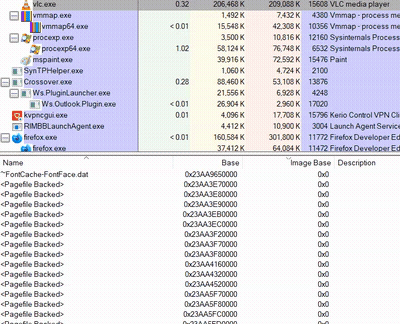 vlc.exe 0.32 206,468 K 209,088 K 15608 VLC media player
vmmap.exe 1,492 K 7,432 K 4380 VMMap - process me
vmmap64.exe < 0.01 15,548 K 42,308 K 10356 VMMap - process me
procexp.exe 3,500 K 10,816 K 12160 Sysinternals Process
procexp64.exe 1.02 58,124 K 76,748 K 6532 Sysinternals Process
mspaint.exe 39,916 K 72,592 K 15476 Paint
SynTPHelper.exe 1,060 K 4,724 K 2100
Crossover.exe 0.28 88,460 K 53,108 K 13876
Ws.PluginLauncher.exe 21,556 K 6,928 K 4248
Ws.Outlook.Plugin.exe < 0.01 26,904 K 2,960 K 17020
kvpncgui.exe 0.01 4,096 K 17,708 K 15796 Kerio Control VPN Cli
RIMBBLaunchAgent.exe 4,412 K 10,900 K 3004 Launch Agent Service
firefox.exe < 0.01 160,584 K 301,800 K 11772 Firefox Developer Edi
firefox.exe 37,412 K 64,084 K 11472 Firefox Developer Edi
Name Base Image Base Description
~FontCache-FontFace.dat 0x23AA9650000 0x0
<Pagefile Backed> 0x23AA3E70000 0x0
<Pagefile Backed> 0x23AA3E80000 0x0
<Pagefile Backed> 0x23AA3E90000 0x0
<Pagefile Backed> 0x23AA3EB0000 0x0
<Pagefile Backed> 0x23AA3EC0000 0x0
<Pagefile Backed> 0x23AA3F20000 0x0
<Pagefile Backed> 0x23AA3F70000 0x0
<Pagefile Backed> 0x23AA3F80000 0x0
<Pagefile Backed> 0x23AA4160000 0x0
<Pagefile Backed> 0x23AA4320000 0x0
<Pagefile Backed> 0x23AA4520000 0x0
<Pagefile Backed> 0x23AA5F70000 0x0
<Pagefile Backed> 0x23AA5F80000 0x0
<Pagefile Backed> 0x23AA5FB0000 0x0